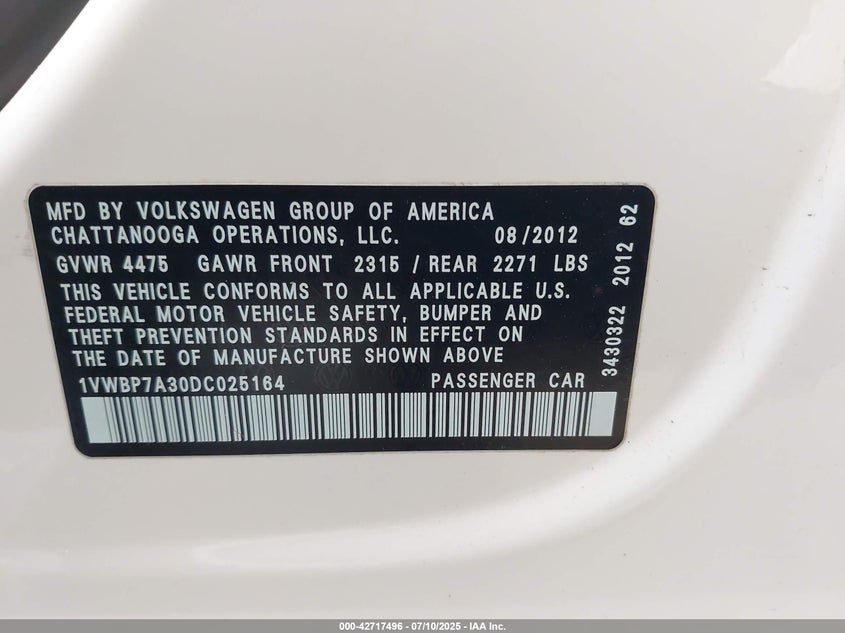 MFD BY VOLKSWAGEN GROUP OF AMERICA
CHATTANOOGA OPERATIONS, LLC. 08/2012
GVWR 4475 GAWR FRONT 2315 / REAR 2271 LBS
THIS VEHICLE CONFORMS TO ALL APPLICABLE U.S.
FEDERAL MOTOR VEHICLE SAFETY, BUMPER AND
THEFT PREVENTION STANDARDS IN EFFECT ON
THE DATE OF MANUFACTURE SHOWN ABOVE
1VWBP7A30DC025164 PASSENGER CAR
3430322 2012 62
000-42717496 - 07/10/2025 - IAA Inc.